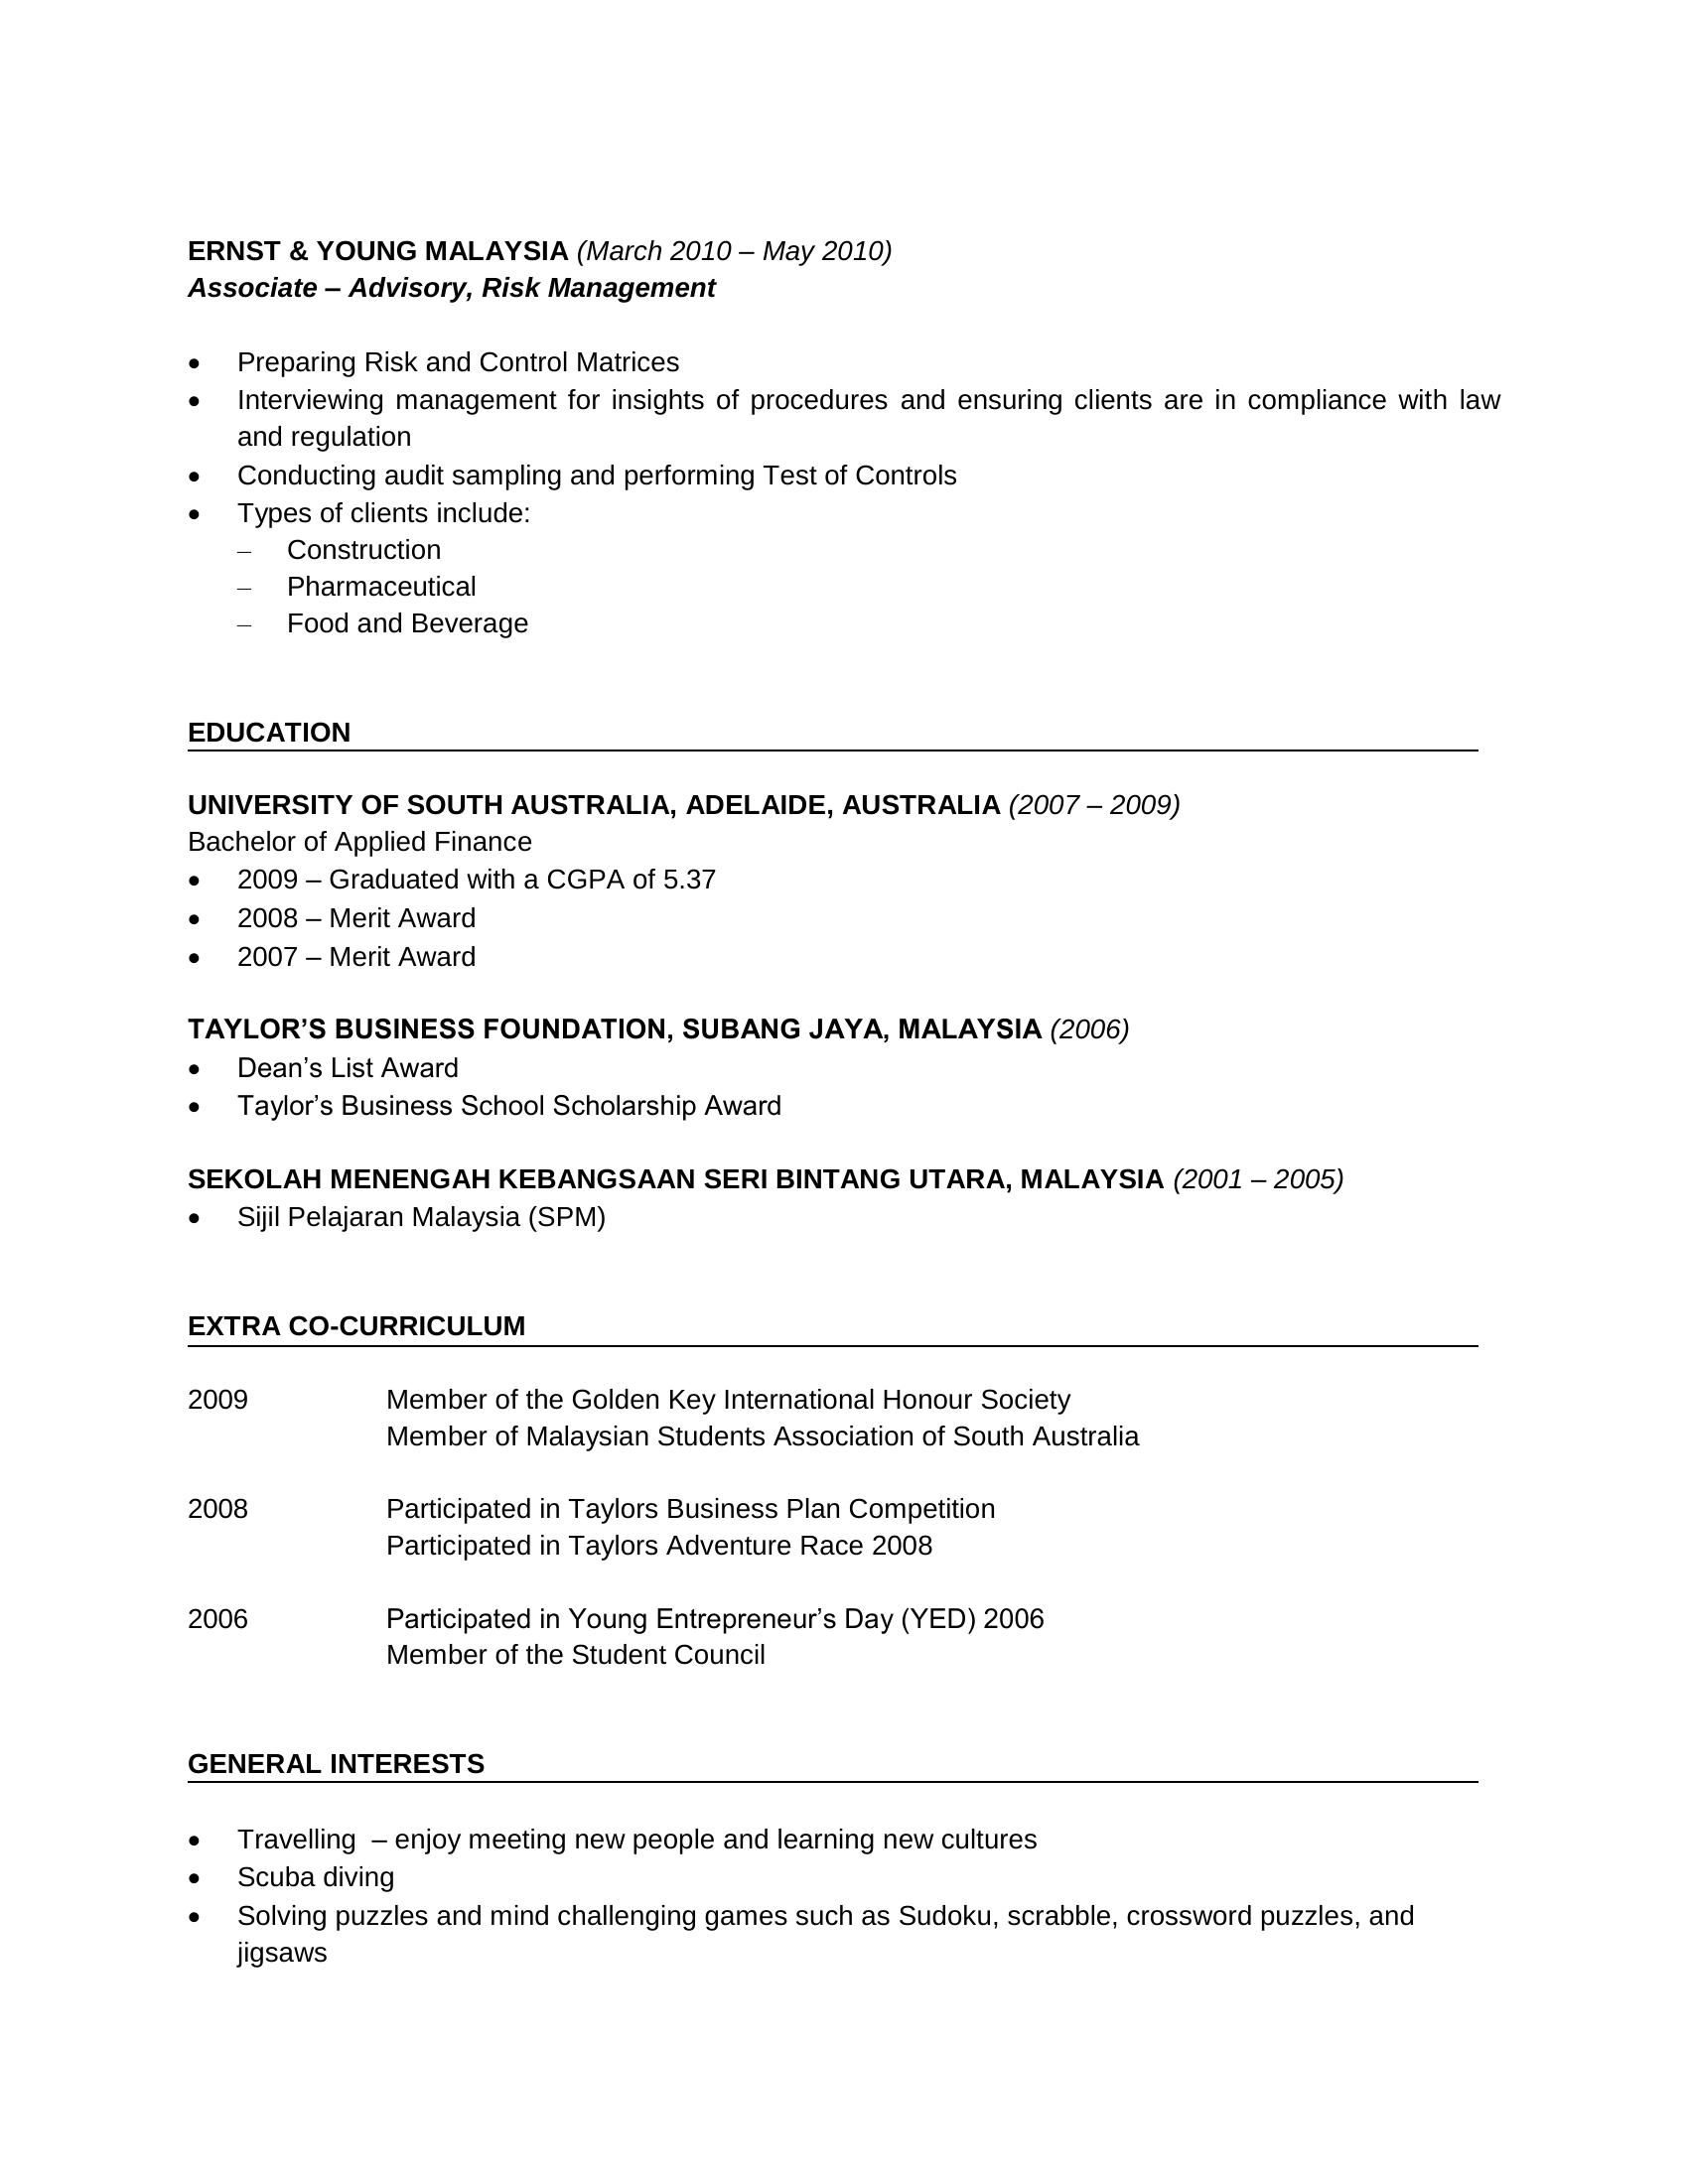 ERNST & YOUNG MALAYSIA (March 2010 – May 2010)
Associate – Advisory, Risk Management
• Preparing Risk and Control Matrices
• Interviewing management for insights of procedures and ensuring clients are in compliance with law
and regulation
• Conducting audit sampling and performing Test of Controls
• Types of clients include:
– Construction
– Pharmaceutical
– Food and Beverage
EDUCATION
UNIVERSITY OF SOUTH AUSTRALIA, ADELAIDE, AUSTRALIA (2007 – 2009)
Bachelor of Applied Finance
• 2009 – Graduated with a CGPA of 5.37
• 2008 – Merit Award
• 2007 – Merit Award
TAYLOR’S BUSINESS FOUNDATION, SUBANG JAYA, MALAYSIA (2006)
• Dean’s List Award
• Taylor’s Business School Scholarship Award
SEKOLAH MENENGAH KEBANGSAAN SERI BINTANG UTARA, MALAYSIA (2001 – 2005)
• Sijil Pelajaran Malaysia (SPM)
EXTRA CO-CURRICULUM
2009 Member of the Golden Key International Honour Society
Member of Malaysian Students Association of South Australia
2008 Participated in Taylors Business Plan Competition
Participated in Taylors Adventure Race 2008
2006 Participated in Young Entrepreneur’s Day (YED) 2006
Member of the Student Council
GENERAL INTERESTS
• Travelling  – enjoy meeting new people and learning new cultures
• Scuba diving
• Solving puzzles and mind challenging games such as Sudoku, scrabble, crossword puzzles, and
jigsaws